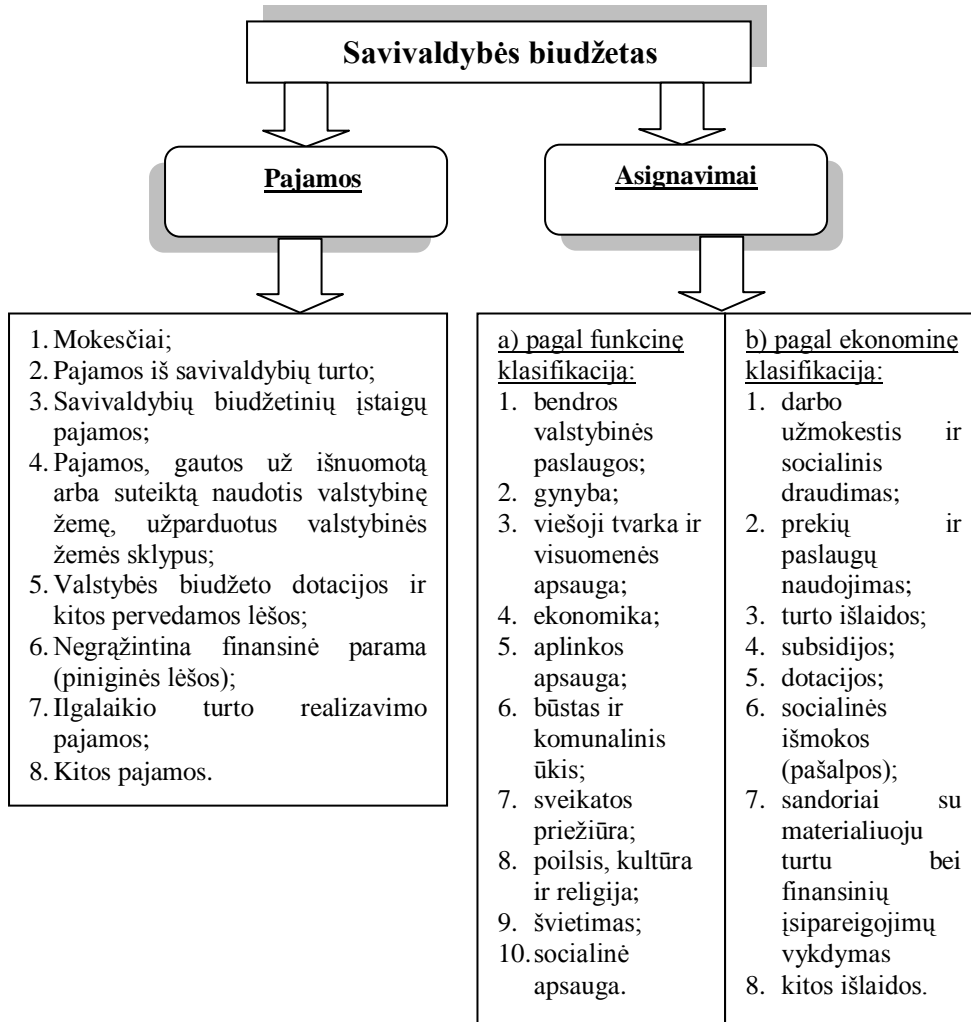 Savivaldybės biudžetas
Pajamos
Asignavimai
1. Mokesčiai;
2. Pajamos iš savivaldybių turto;
3. Savivaldybių biudžetinių įstaigų
pajamos;
4. Pajamos, gautos už išnuomotą
arba suteiktą naudotis valstybinę
žemę, užparduotus valstybinės
žemės sklypus;
5. Valstybės biudžeto dotacijos ir
kitos pervedamos lėšos;
6. Negrąžintina finansinė parama
(piniginės lėšos);
7. Ilgalaikio turto realizavimo
pajamos;
8. Kitos pajamos.
a) pagal funkcinę
klasifikaciją:
1. bendros
valstybinės
paslaugos;
2. gynyba;
3. viešoji tvarka ir
visuomenės
apsauga;
4. ekonomika;
5. aplinkos
apsauga;
6. būstas ir
komunalinis
ūkis;
7. sveikatos
priežiūra;
8. poilsis, kultūra
ir religija;
9. švietimas;
10. socialinė
apsauga.
b) pagal ekonominę
klasifikaciją:
1. darbo
užmokestis ir
socialinis
draudimas;
2. prekių ir
paslaugų
naudojimas;
3. turto išlaidos;
4. subsidijos;
5. dotacijos;
6. socialinės
išmokos
(pašalpos);
7. sandoriai su
materialiuoju
turtu bei
finansinių
įsipareigojimų
vykdymas
8. kitos išlaidos.